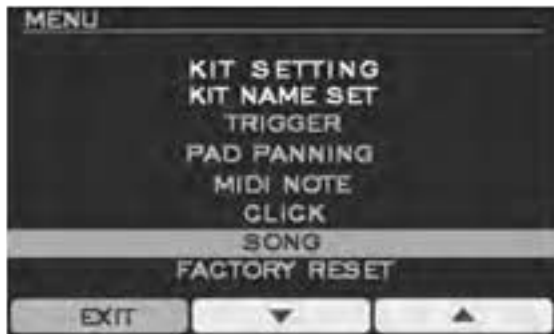 MENU
KIT SETTING
KIT NAME SET
TRIGGER
PAD PANNING
MIDI NOTE
CLICK
SONG
FACTORY RESET
EXIT ▼ ▲